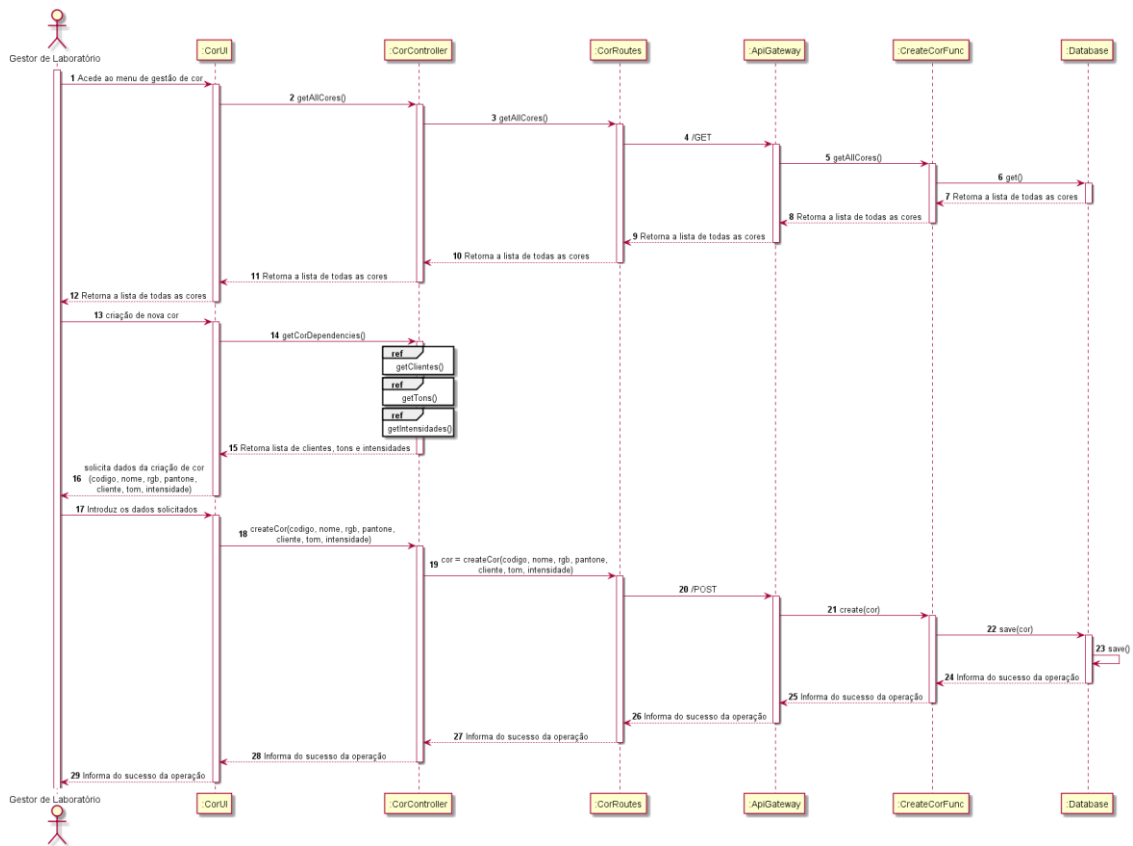 Gestor de Laboratório
:CorUI
:CorController
:CorRoutes
:ApiGateway
:CreateCorFunc
:Database
1 Acede ao menu de gestão de cor
2 getAllCores()
3 getAllCores()
4 /GET
5 getAllCores()
6 get()
7 Retorna a lista de todas as cores
8 Retorna a lista de todas as cores
9 Retorna a lista de todas as cores
10 Retorna a lista de todas as cores
11 Retorna a lista de todas as cores
12 Retorna a lista de todas as cores
13 criação de nova cor
14 getCorDependencies()
ref
getClientes()
ref
getTons()
ref
getIntensidades()
15 Retorna lista de clientes, tons e intensidades
solicita dados da criação de cor
16 (codigo, nome, rgb, pantone,
cliente, tom, intensidade)
17 Introduz os dados solicitados
18 createCor(codigo, nome, rgb, pantone,
cliente, tom, intensidade)
19 cor = createCor(codigo, nome, rgb, pantone,
cliente, tom, intensidade)
20 /POST
21 create(cor)
22 save(cor)
23 save()
24 Informa do sucesso da operação
25 Informa do sucesso da operação
26 Informa do sucesso da operação
27 Informa do sucesso da operação
28 Informa do sucesso da operação
29 Informa do sucesso da operação
Gestor de Laboratório
:CorUI
:CorController
:CorRoutes
:ApiGateway
:CreateCorFunc
:Database